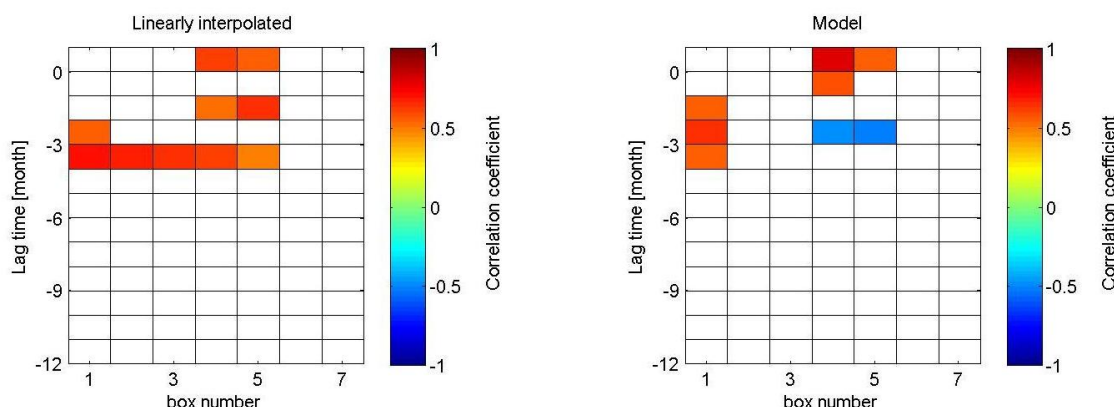 Linearly interpolated
Lag time [month]
0
-3
-6
-9
-12
1 3 5 7
box number
1
0.5
0
-0.5
-1
Correlation coefficient
Model
Lag time [month]
0
-3
-6
-9
-12
1 3 5 7
box number
1
0.5
0
-0.5
-1
Correlation coefficient